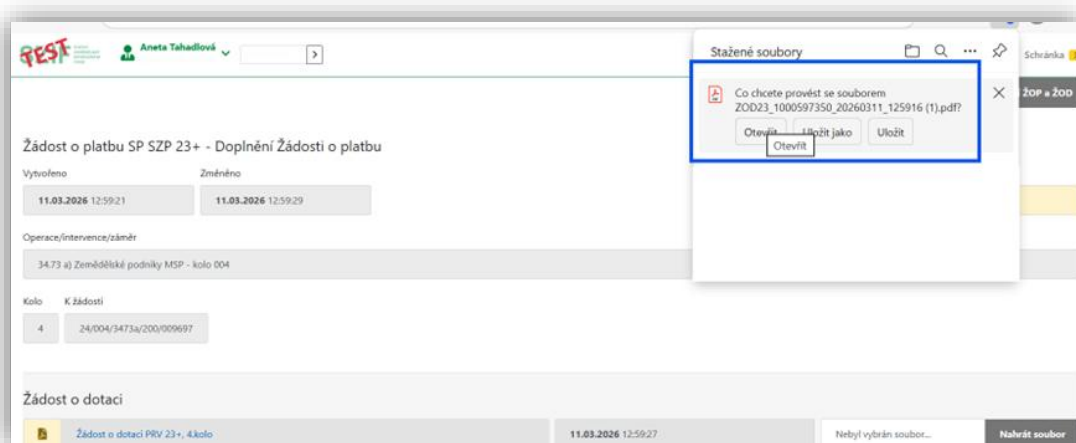 TEST
Aneta Tahadlová
Stažené soubory
Schránka
ŽOP a ŽOD
Co chcete provést se souborem
ZOD23_1000597350_20260311_125916 (1).pdf?
Otevřít Uložit jako Uložit
Otevřít
Žádost o platbu SP SZP 23+ - Doplnění Žádosti o platbu
Vytvořeno Změněno
11.03.2026 12:59:21 11.03.2026 12:59:29
Operace/intervence/záměr
34.73 a) Zemědělské podniky MSP - kolo 004
Kolo K žádosti
4 24/004/3473a/200/009697
Žádost o dotaci
Žádost o dotaci PRV 23+, 4.kolo 11.03.2026 12:59:27 Nebyl vybrán soubor... Nahrát soubor